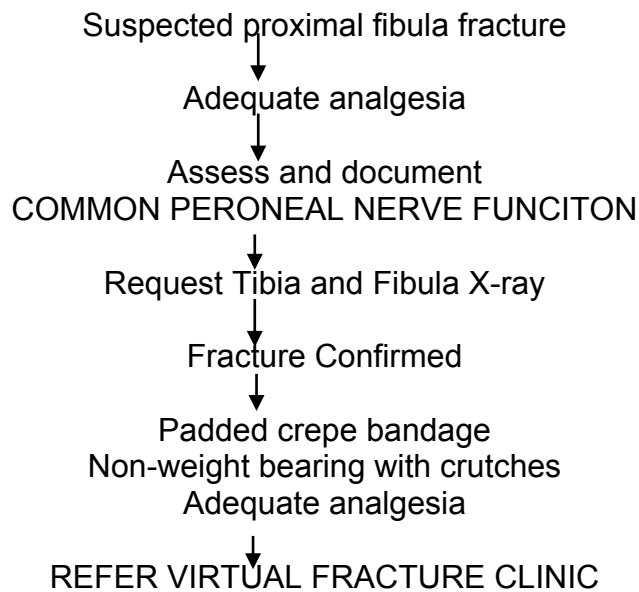 Suspected proximal fibula fracture
Adequate analgesia
Assess and document
COMMON PERONEAL NERVE FUNCITON
Request Tibia and Fibula X-ray
Fracture Confirmed
Padded crepe bandage
Non-weight bearing with crutches
Adequate analgesia
REFER VIRTUAL FRACTURE CLINIC